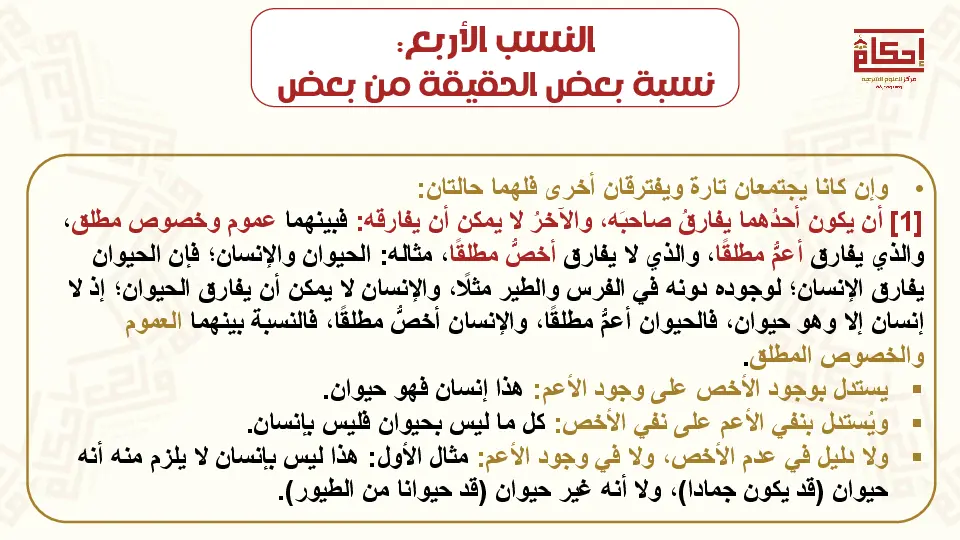 النسب الأربع:
نسبة بعض الحقيقة من بعض
إحكام
مركز للعلوم الشرعية
• وإن كانا يجتمعان تارة ويفترقان أخرى فلهما حالتان:
[1] أن يكون أحدُهما يفارقُ صاحبَه، والآخرُ لا يمكن أن يفارقه: فبينهما عموم وخصوص مطلق،
والذي يفارق أعمُّ مطلقًا، والذي لا يفارق أخصُّ مطلقًا، مثاله: الحيوان والإنسان؛ فإن الحيوان
يفارق الإنسان؛ لوجوده دونه في الفرس والطير مثلًا، والإنسان لا يمكن أن يفارق الحيوان؛ إذ لا
إنسان إلا وهو حيوان، فالحيوان أعمُّ مطلقًا، والإنسان أخصُّ مطلقًا، فالنسبة بينهما العموم
والخصوص المطلق.
▪ يستدل بوجود الأخص على وجود الأعم: هذا إنسان فهو حيوان.
▪ ويُستدل بنفي الأعم على نفي الأخص: كل ما ليس بحيوان فليس بإنسان.
▪ ولا دليل في عدم الأخص، ولا في وجود الأعم: مثال الأول: هذا ليس بإنسان لا يلزم منه أنه
حيوان (قد يكون جمادا)، ولا أنه غير حيوان (قد حيوانا من الطيور).